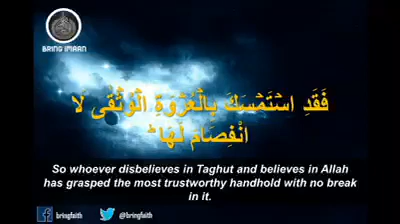 BRING IMAAN
فَقَدِ اسْتَمْسَكَ بِالْعُرْوَةِ الْوُثْقَىٰ لَا
انْفِصَامَ لَهَا ؕ
So whoever disbelieves in Taghut and believes in Allah
has grasped the most trustworthy handhold with no break
in it.
bringfaith
@bringfaith